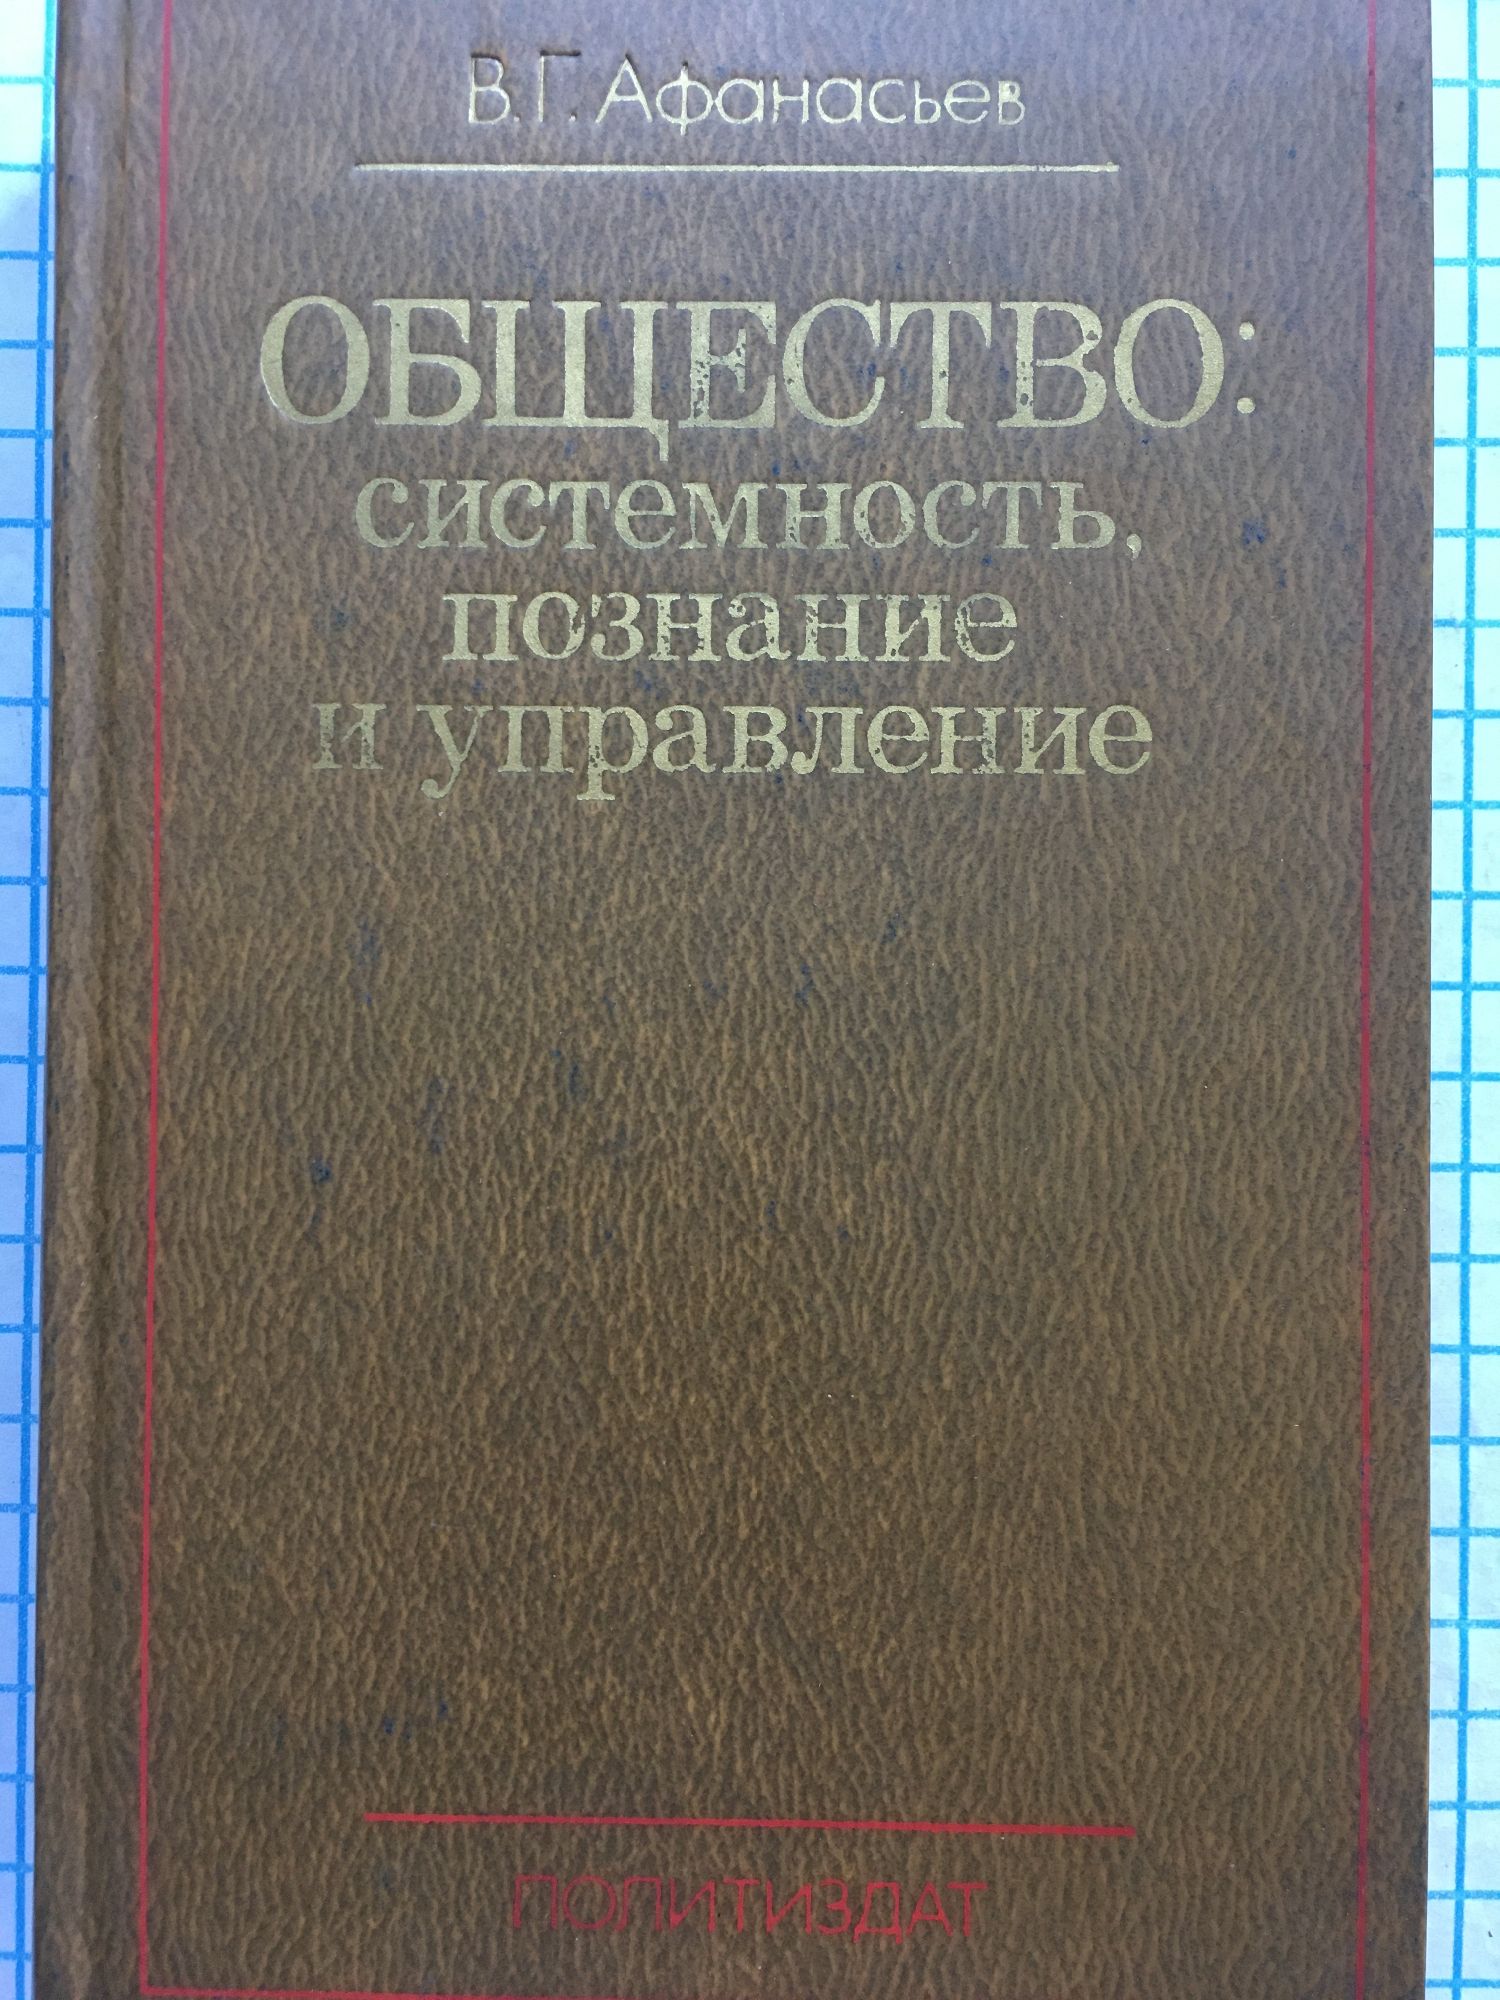 В.Г. Афанасьев
ОБЩЕСТВО:
системность,
познание
и управление
ПОЛИТИЗДАТ